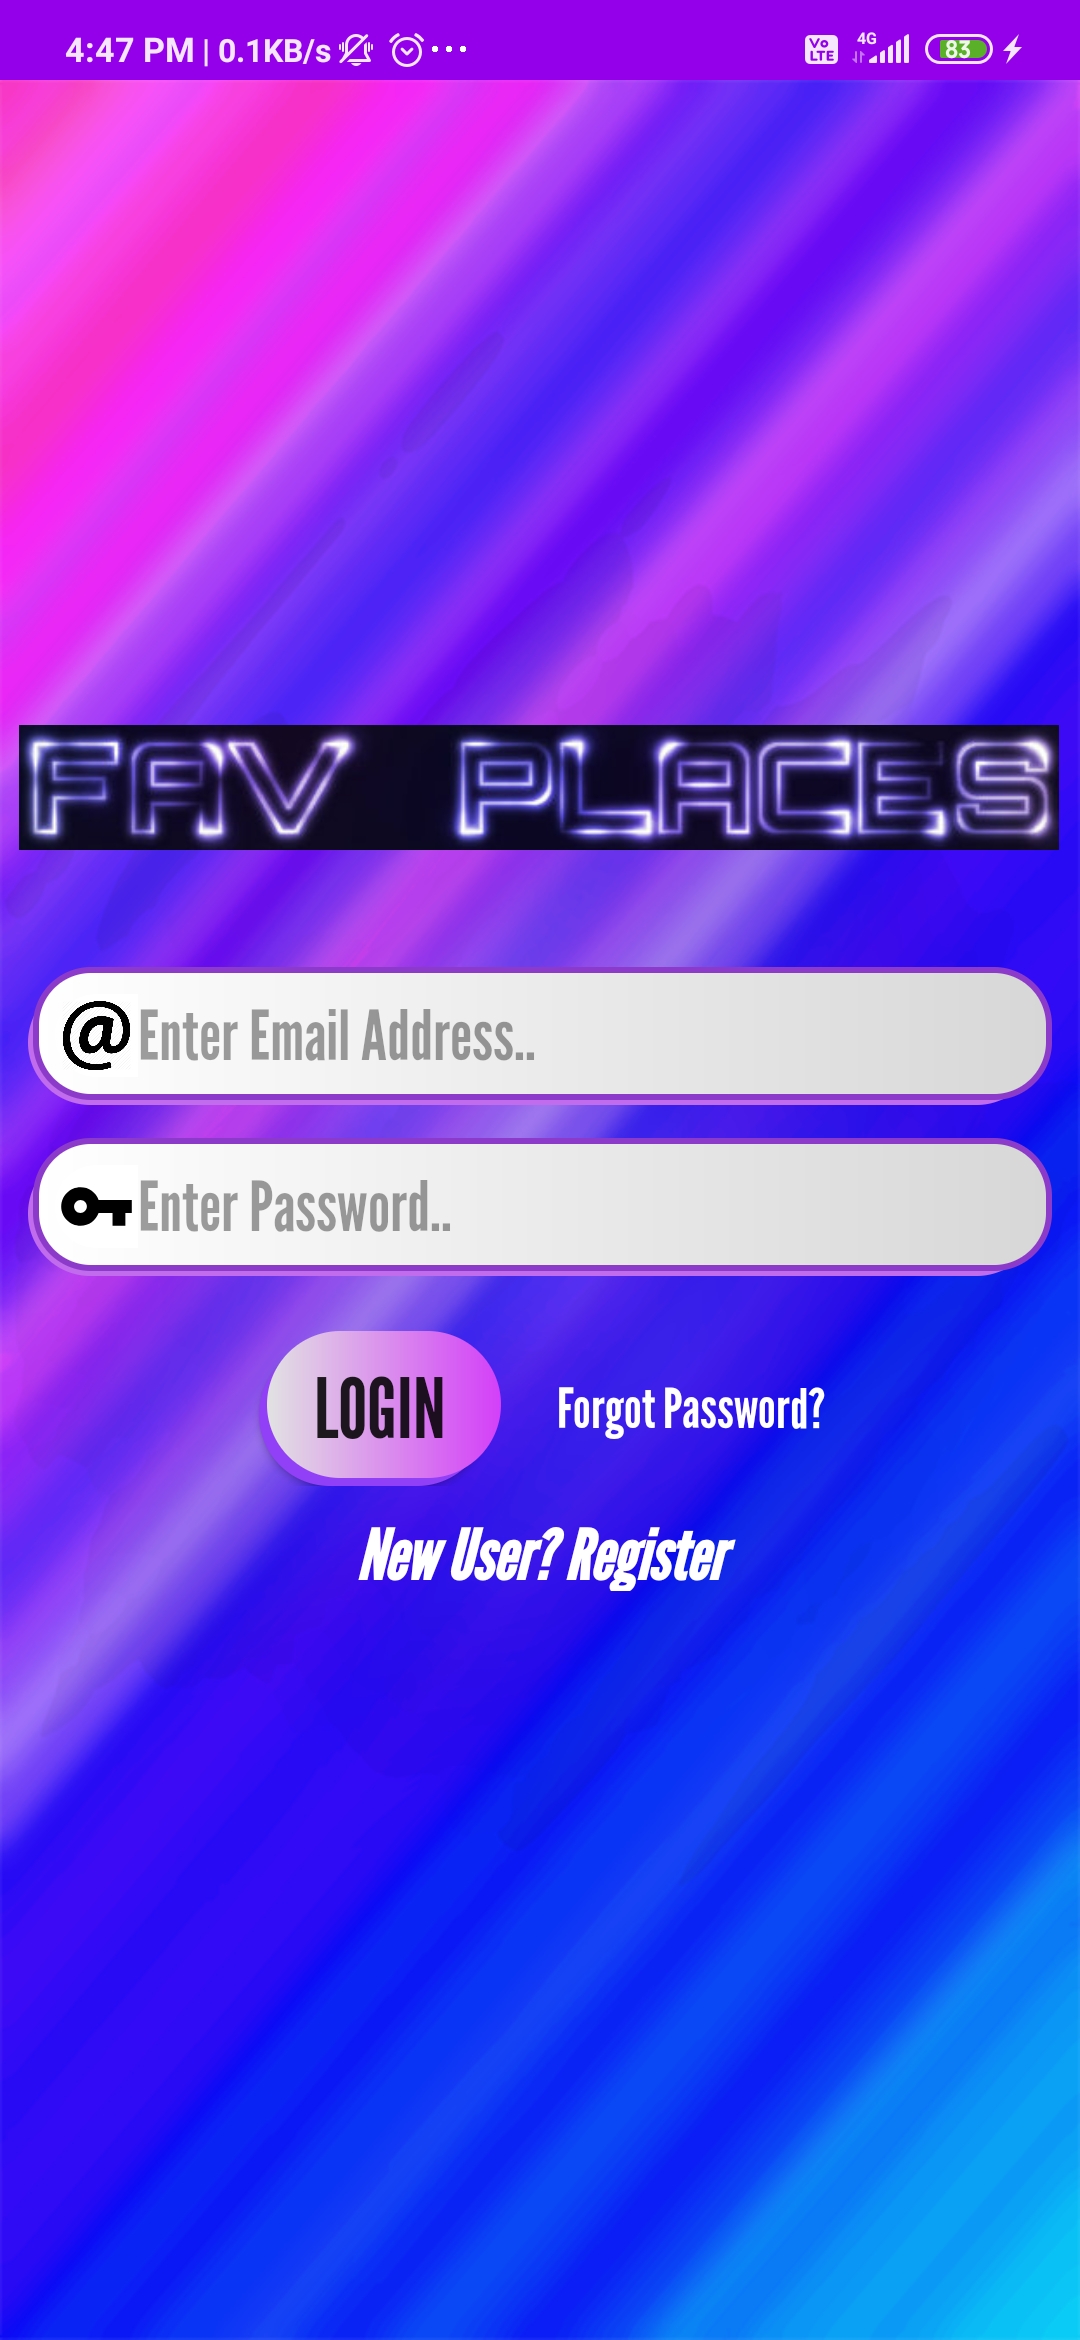 4:47 PM | 0.1KB/s
Vo LTE 4G 83
FAV PLACES
@ Enter Email Address..
Enter Password..
LOGIN
Forgot Password?
New User? Register